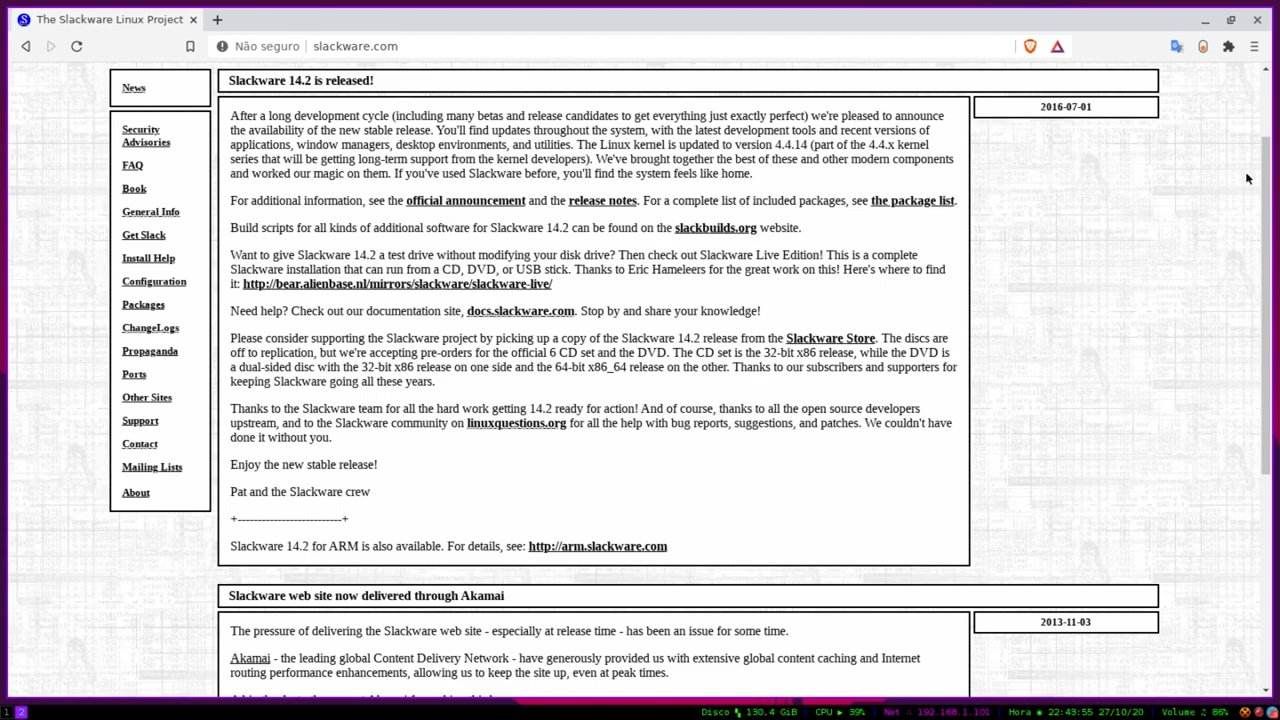 The Slackware Linux Project
Não seguro
slackware.com
News
Security
Advisories
FAQ
Book
General Info
Get Slack
Install Help
Configuration
Packages
ChangeLogs
Propaganda
Ports
Other Sites
Support
Contact
Mailing Lists
About
Slackware 14.2 is released!
2016-07-01
After a long development cycle (including many betas and release candidates to get everything just exactly perfect) we're pleased to announce
the availability of the new stable release. You'll find updates throughout the system, with the latest development tools and recent versions of
applications, window managers, desktop environments, and utilities. The Linux kernel is updated to version 4.4.14 (part of the 4.4.x kernel
series that will be getting long-term support from the kernel developers). We've brought together the best of these and other modern components
and worked our magic on them. If you've used Slackware before, you'll find the system feels like home.
For additional information, see the official announcement and the release notes. For a complete list of included packages, see the package list.
Build scripts for all kinds of additional software for Slackware 14.2 can be found on the slackbuilds.org website.
Want to give Slackware 14.2 a test drive without modifying your disk drive? Then check out Slackware Live Edition! This is a complete
Slackware installation that can run from a CD, DVD, or USB stick. Thanks to Eric Hameleers for the great work on this! Here's where to find
it: http://bear.alienbase.nl/mirrors/slackware/slackware-live/
Need help? Check out our documentation site, docs.slackware.com. Stop by and share your knowledge!
Please consider supporting the Slackware project by picking up a copy of the Slackware 14.2 release from the Slackware Store. The discs are
off to replication, but we're accepting pre-orders for the official 6 CD set and the DVD. The CD set is the 32-bit x86 release, while the DVD is
a dual-sided disc with the 32-bit x86 release on one side and the 64-bit x86_64 release on the other. Thanks to our subscribers and supporters for
keeping Slackware going all these years.
Thanks to the Slackware team for all the hard work getting 14.2 ready for action! And of course, thanks to all the open source developers
upstream, and to the Slackware community on linuxquestions.org for all the help with bug reports, suggestions, and patches. We couldn't have
done it without you.
Enjoy the new stable release!
Pat and the Slackware crew
+--------------------------+
Slackware 14.2 for ARM is also available. For details, see: http://arm.slackware.com
Slackware web site now delivered through Akamai
2013-11-03
The pressure of delivering the Slackware web site - especially at release time - has been an issue for some time.
Akamai - the leading global Content Delivery Network - have generously provided us with extensive global content caching and Internet
routing performance enhancements, allowing us to keep the site up, even at peak times.
1 2
Disco 130,4 GiB CPU 39% Net 192.168.1.101 Hora 22:43:55 27/10/20 Volume 86%